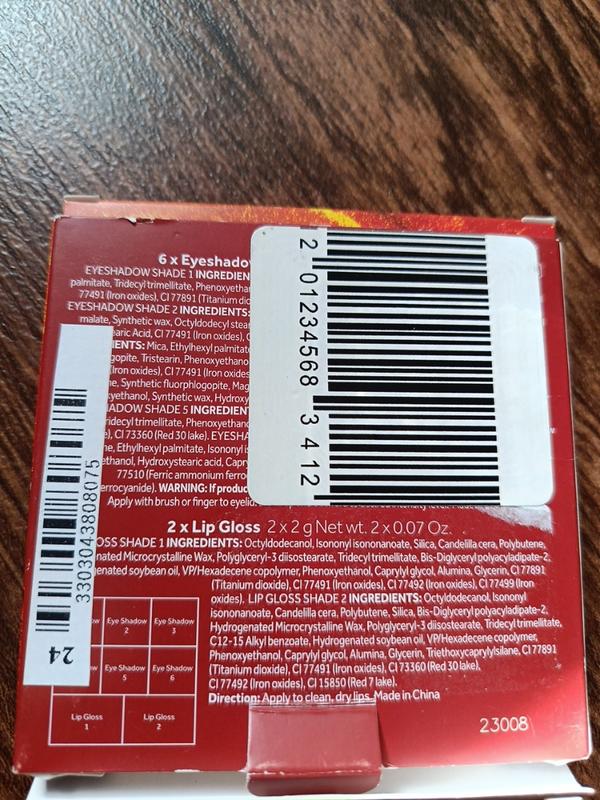 6 x Eyeshadow
EYESHADOW SHADE 1 INGREDIEN
palmitate, Tridecyl trimellitate, Phenoxyethan
77491 (Iron oxides), CI 77891 (Titanium dio
EYESHADOW SHADE 2 INGREDIENTS:
malate, Synthetic wax, Octyldodecyl stear
earic Acid, CI 77491 (Iron oxides), C
IENTS: Mica, Ethylhexyl palmitate
gopite, Tristearin, Phenoxyethano
(Iron oxides), CI 77491 (Iron oxides)
ne, Synthetic fluorphlogopite, Mag
oxyethanol, Synthetic wax, Hydroxy
HADOW SHADE 5 INGREDIENT
ridecyl trimellitate, Phenoxyethan
, CI 73360 (Red 30 lake). EYESHA
ne, Ethylhexyl palmitate, Isononyl i
ethanol, Hydroxystearic acid, Capry
77510 (Ferric ammonium ferro
errocyanide). WARNING: If produc
Apply with brush or finger to eyelid
2 01234568 3 412
2 x Lip Gloss 2 x 2 g Net wt. 2 x 0.07 Oz.
OSS SHADE 1 INGREDIENTS: Octyldodecanol, Isononyl isononanoate, Silica, Candelilla cera, Polybutene,
nated Microcrystalline Wax, Polyglyceryl-3 diisostearate, Tridecyl trimellitate, Bis-Diglyceryl polyacyladipate-2,
enated soybean oil, VP/Hexadecene copolymer, Phenoxyethanol, Caprylyl glycol, Alumina, Glycerin, CI 77891
(Titanium dioxide), CI 77491 (Iron oxides), CI 77492 (Iron oxides), CI 77499 (Iron
oxides). LIP GLOSS SHADE 2 INGREDIENTS: Octyldodecanol, Isononyl
isononanoate, Candelilla cera, Polybutene, Silica, Bis-Diglyceryl polyacyladipate-2,
Hydrogenated Microcrystalline Wax, Polyglyceryl-3 diisostearate, Tridecyl trimellitate,
C12-15 Alkyl benzoate, Hydrogenated soybean oil, VP/Hexadecene copolymer,
Phenoxyethanol, Caprylyl glycol, Alumina, Glycerin, Triethoxycaprylylsilane, CI 77891
(Titanium dioxide), CI 77491 (Iron oxides), CI 73360 (Red 30 lake),
CI 77492 (Iron oxides), CI 15850 (Red 7 lake).
Direction: Apply to clean, dry lips. Made in China
23008
3303043808075
24
Eye Shadow 2
Eye Shadow 3
Eye Shadow 5
Eye Shadow 6
Lip Gloss 1
Lip Gloss 2